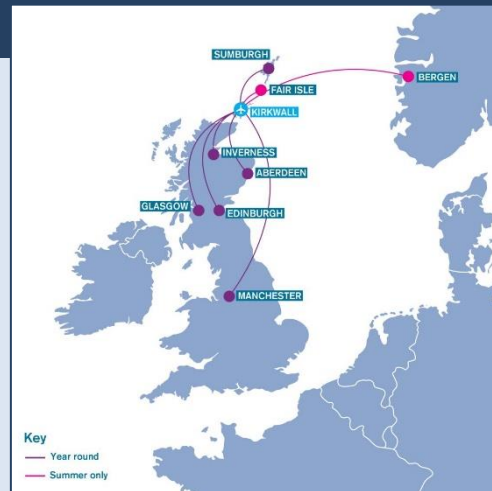 SUMBURGH
BERGEN
FAIR ISLE
KIRKWALL
INVERNESS
ABERDEEN
GLASGOW
EDINBURGH
MANCHESTER
Key
Year round
Summer only